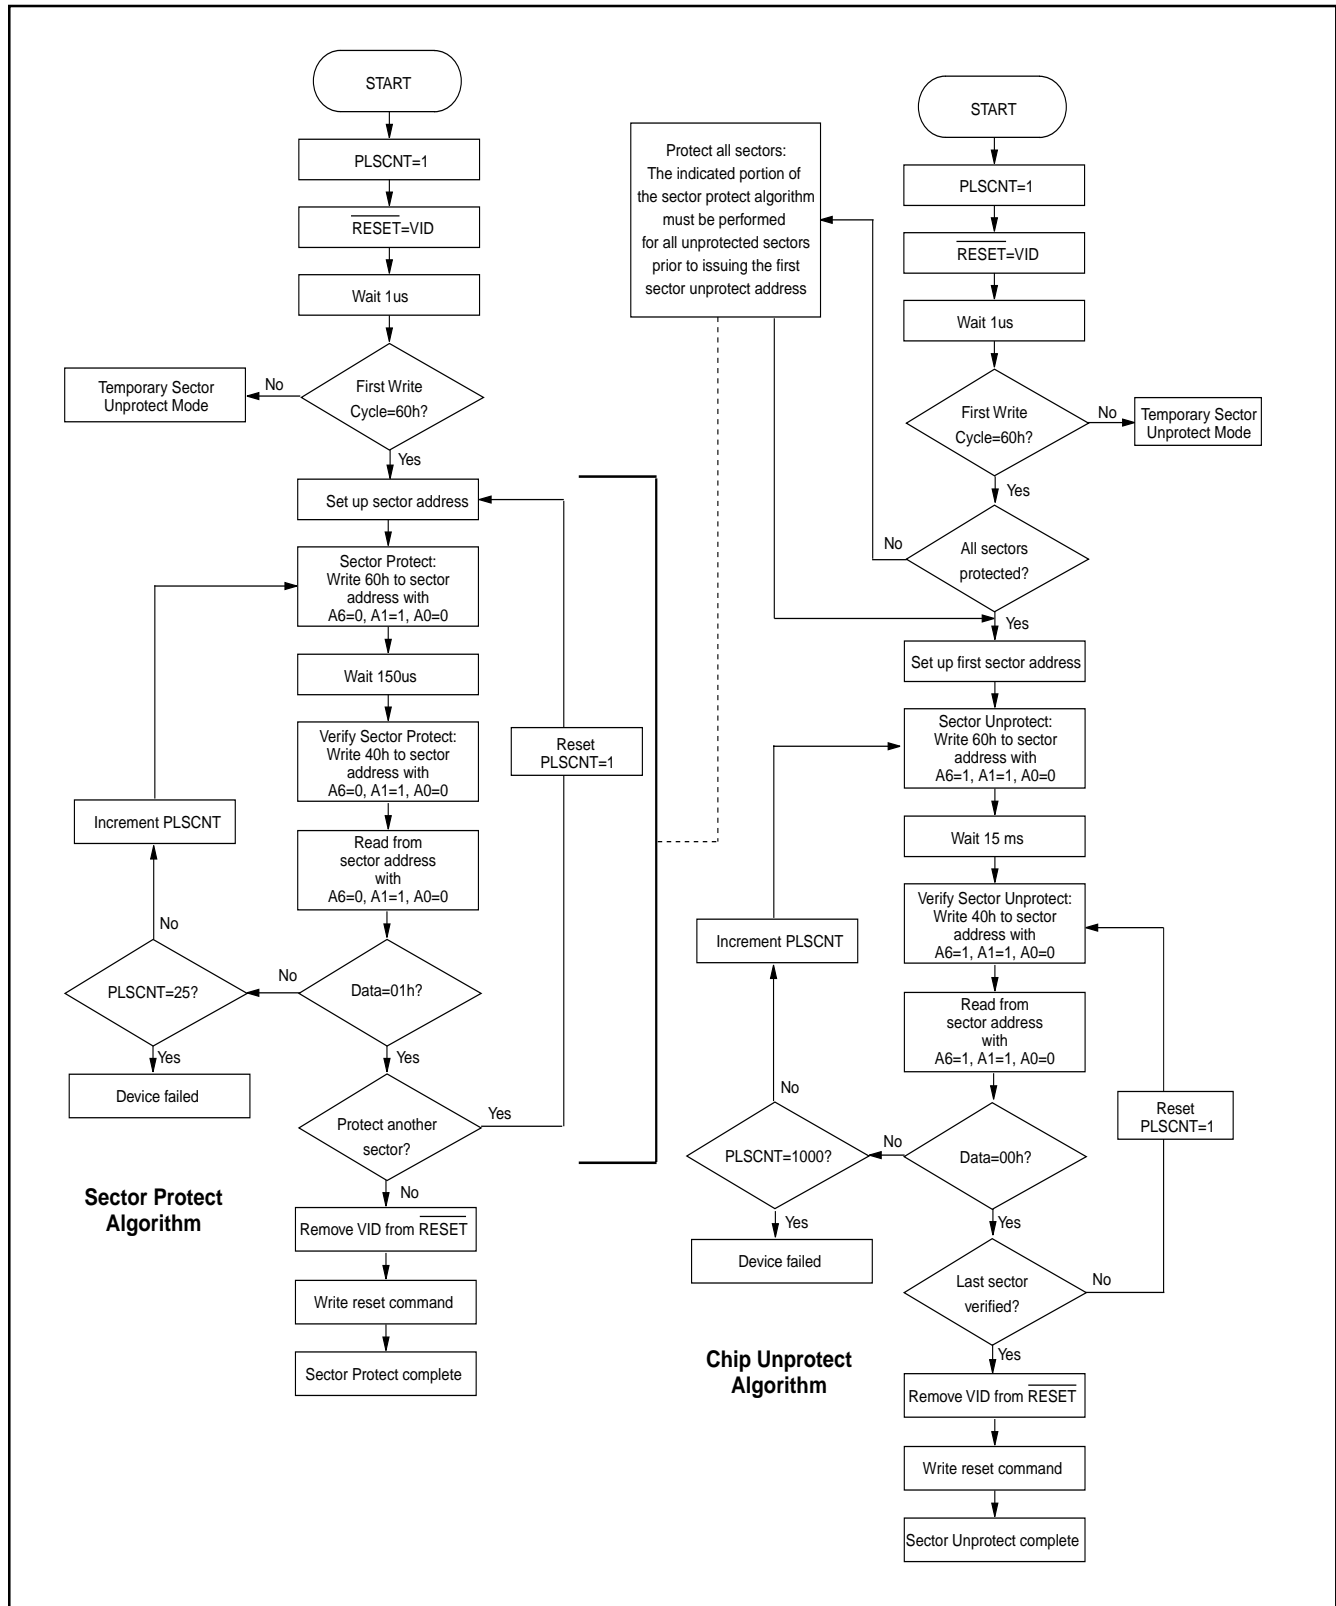 START
PLSCNT=1
RESET=VID
Wait 1us
First Write
Cycle=60h?
No
Temporary Sector
Unprotect Mode
Yes
Set up sector address
Sector Protect:
Write 60h to sector
address with
A6=0, A1=1, A0=0
Wait 150us
Verify Sector Protect:
Write 40h to sector
address with
A6=0, A1=1, A0=0
Reset
PLSCNT=1
Increment PLSCNT
Read from
sector address
with
A6=0, A1=1, A0=0
No
PLSCNT=25?
No
Data=01h?
Yes
Yes
Device failed
Protect another
sector?
Yes
No
Sector Protect
Algorithm
Remove VID from RESET
Write reset command
Sector Protect complete
Protect all sectors:
The indicated portion of
the sector protect algorithm
must be performed
for all unprotected sectors
prior to issuing the first
sector unprotect address
START
PLSCNT=1
RESET=VID
Wait 1us
First Write
Cycle=60h?
No
Temporary Sector
Unprotect Mode
Yes
No
All sectors
protected?
Yes
Set up first sector address
Sector Unprotect:
Write 60h to sector
address with
A6=1, A1=1, A0=0
Wait 15 ms
Verify Sector Unprotect:
Write 40h to sector
address with
A6=1, A1=1, A0=0
Increment PLSCNT
Read from
sector address
with
A6=1, A1=1, A0=0
No
Reset
PLSCNT=1
PLSCNT=1000?
No
Data=00h?
Yes
Yes
Device failed
Last sector
verified?
No
Yes
Chip Unprotect
Algorithm
Remove VID from RESET
Write reset command
Sector Unprotect complete